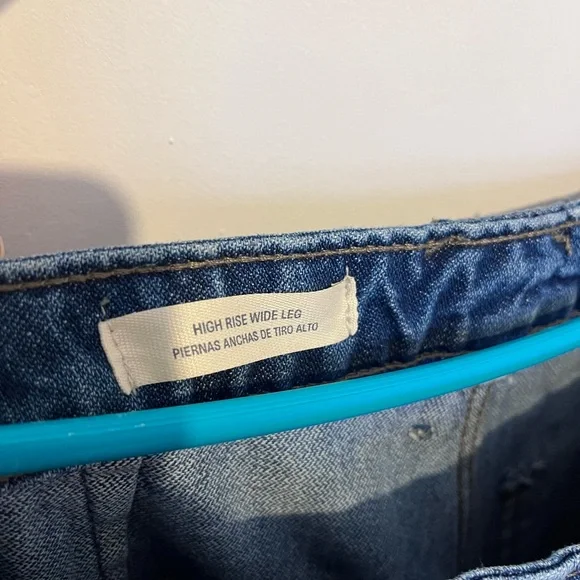 HIGH RISE WIDE LEG
PIERNAS ANCHAS DE TIRO ALTO